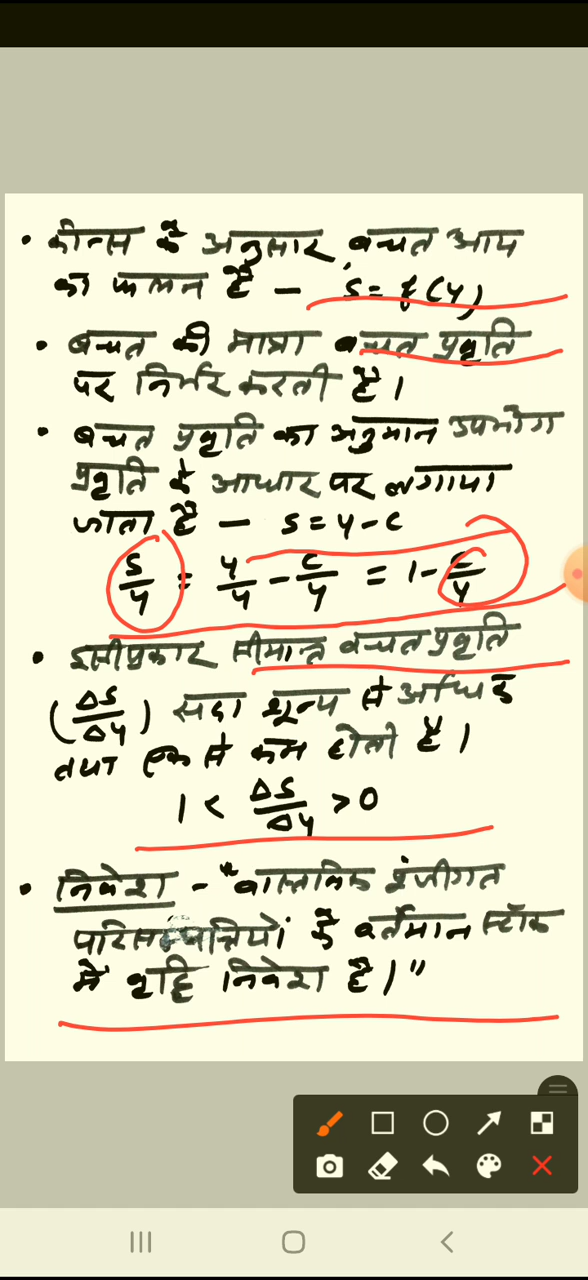 • कीन्स के अनुसार बचत आय
का फलन है – S = f(y)
• बचत की मात्रा बचत प्रवृति
पर निर्भर करती है।
• बचत प्रवृति का अनुमान उपभोग
प्रवृति के आधार पर लगाया
जाता है – S = y - c
S/y = y/y - c/y = 1 - c/y
• इसीप्रकार सीमान्त बचत प्रवृति
(ΔS/Δy) सदा शून्य से अधिक
तथा एक से कम होती है।
1 < ΔS/Δy > 0
• निवेश - "वास्तविक पूंजीगत
परिसम्पत्तियों के वर्तमान स्टॉक
में वृद्धि निवेश है।"